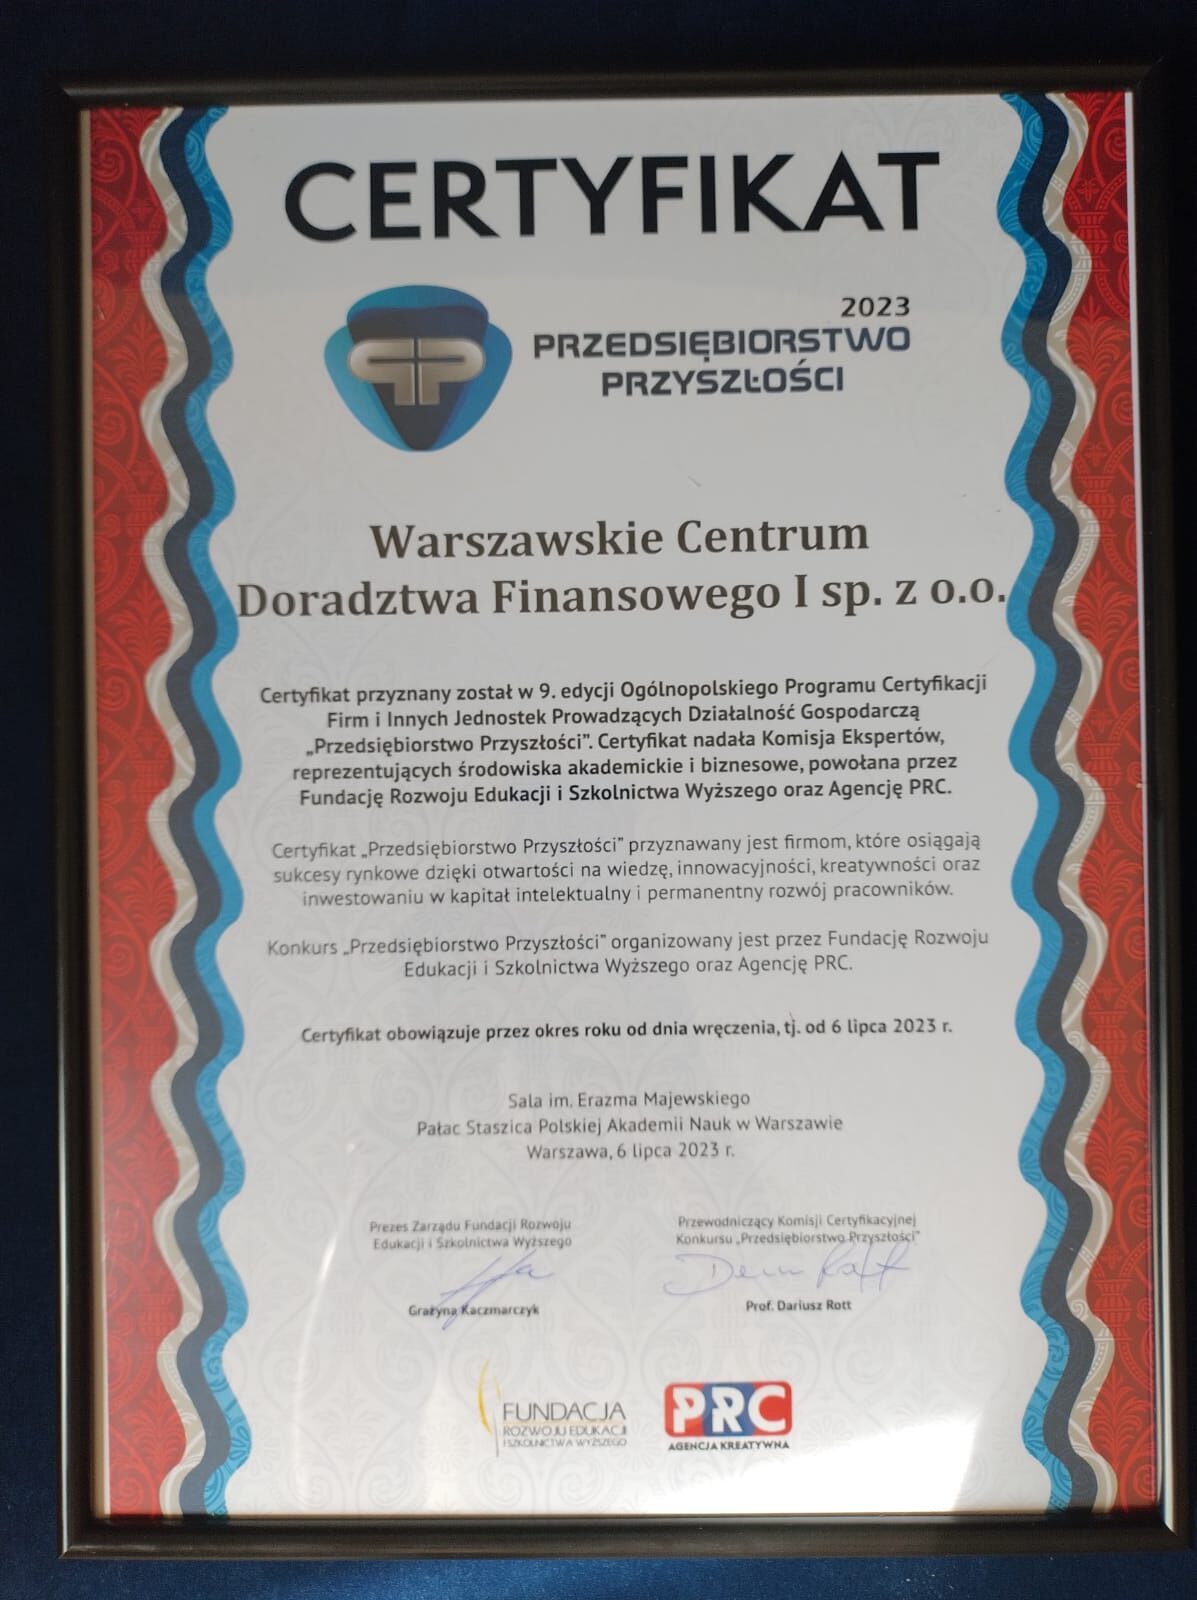 CERTYFIKAT
2023
PRZEDSIĘBIORSTWO
PRZYSZŁOŚCI
Warszawskie Centrum
Doradztwa Finansowego I sp. z o.o.
Certyfikat przyznany został w 9. edycji Ogólnopolskiego Programu Certyfikacji
Firm i Innych Jednostek Prowadzących Działalność Gospodarczą
„Przedsiębiorstwo Przyszłości”. Certyfikat nadała Komisja Ekspertów,
reprezentujących środowiska akademickie i biznesowe, powołana przez
Fundację Rozwoju Edukacji i Szkolnictwa Wyższego oraz Agencję PRC.
Certyfikat „Przedsiębiorstwo Przyszłości” przyznawany jest firmom, które osiągają
sukcesy rynkowe dzięki otwartości na wiedzę, innowacyjności, kreatywności oraz
inwestowaniu w kapitał intelektualny i permanentny rozwój pracowników.
Konkurs „Przedsiębiorstwo Przyszłości” organizowany jest przez Fundację Rozwoju
Edukacji i Szkolnictwa Wyższego oraz Agencję PRC.
Certyfikat obowiązuje przez okres roku od dnia wręczenia, tj. od 6 lipca 2023 r.
Sala im. Erazma Majewskiego
Pałac Staszica Polskiej Akademii Nauk w Warszawie
Warszawa, 6 lipca 2023 r.
Prezes Zarządu Fundacji Rozwoju
Edukacji i Szkolnictwa Wyższego
Grażyna Kaczmarczyk
Przewodniczący Komisji Certyfikacyjnej
Konkursu „Przedsiębiorstwo Przyszłości”
Prof. Dariusz Rott
FUNDACJA
ROZWOJU EDUKACJI
I SZKOLNICTWA WYŻSZEGO
PRC
AGENCJA KREATYWNA